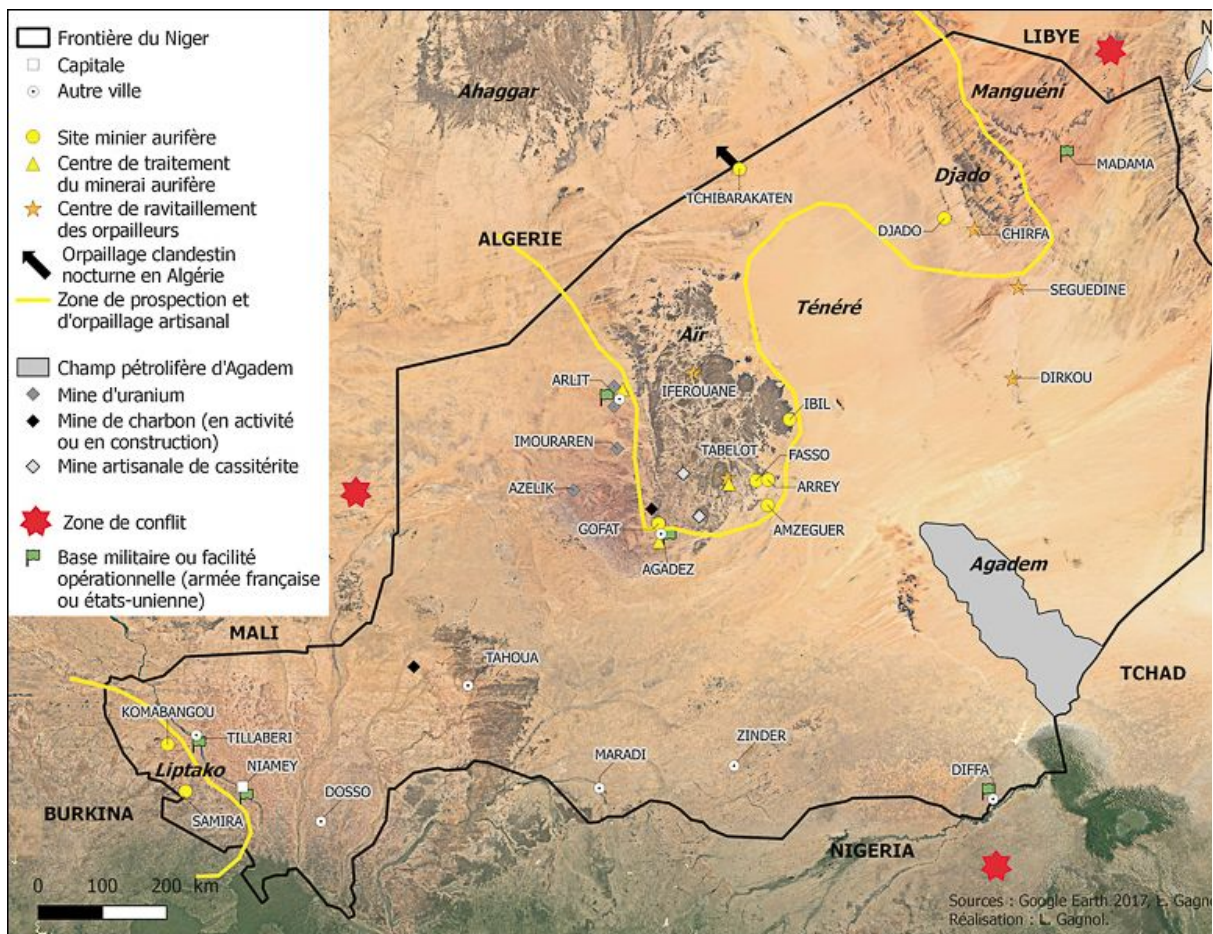 Frontière du Niger
Capitale
Autre ville
Site minier aurifère
Centre de traitement
du minerai aurifère
Centre de ravitaillement
des orpailleurs
Orpaillage clandestin
nocturne en Algérie
Zone de prospection et
d'orpaillage artisanal
Champ pétrolifère d'Agadem
Mine d'uranium
Mine de charbon (en activité
ou en construction)
Mine artisanale de cassitérite
Zone de conflit
Base militaire ou facilité
opérationnelle (armée française
ou états-unienne)
LIBYE
N
Ahaggar
Manguéni
MADAMA
TCHIBARAKATEN
Djado
DJADO
CHIRFA
ALGERIE
SEGUEDINE
Ténéré
Aïr
ARLIT
IFEROUANE
DIRKOU
IBIL
IMOURAREN
TABELOT
FASSO
AZELIK
ARREY
GOFAT
AMZEGUER
AGADEZ
Agadem
MALI
TAHOUA
TCHAD
KOMABANGOU
TILLABERI
Liptako
NIAMEY
MARADI
ZINDER
DIFFA
BURKINA
SAMIRA
DOSSO
NIGERIA
0 100 200 km
Sources : Google Earth 2017, L. Gagno
Réalisation : L. Gagnol.